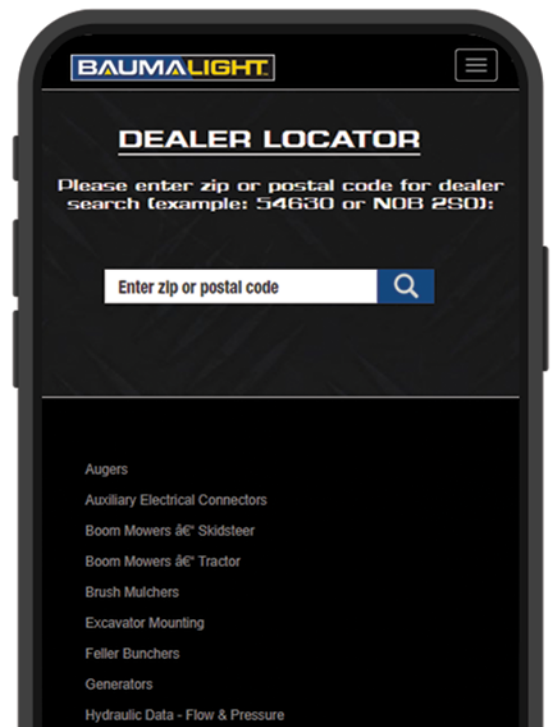 BAUMALIGHT
DEALER LOCATOR
Please enter zip or postal code for dealer
search (example: 54630 or N0B 2S0):
Enter zip or postal code
Augers
Auxiliary Electrical Connectors
Boom Mowers â€“ Skidsteer
Boom Mowers â€“ Tractor
Brush Mulchers
Excavator Mounting
Feller Bunchers
Generators
Hydraulic Data - Flow & Pressure